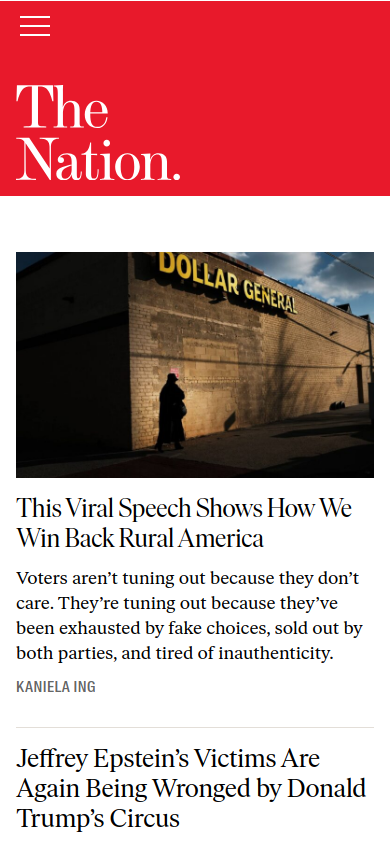 The
Nation.
DOLLAR GENERAL
This Viral Speech Shows How We
Win Back Rural America
Voters aren’t tuning out because they don’t
care. They’re tuning out because they’ve
been exhausted by fake choices, sold out by
both parties, and tired of inauthenticity.
KANIELA ING
Jeffrey Epstein’s Victims Are
Again Being Wronged by Donald
Trump’s Circus